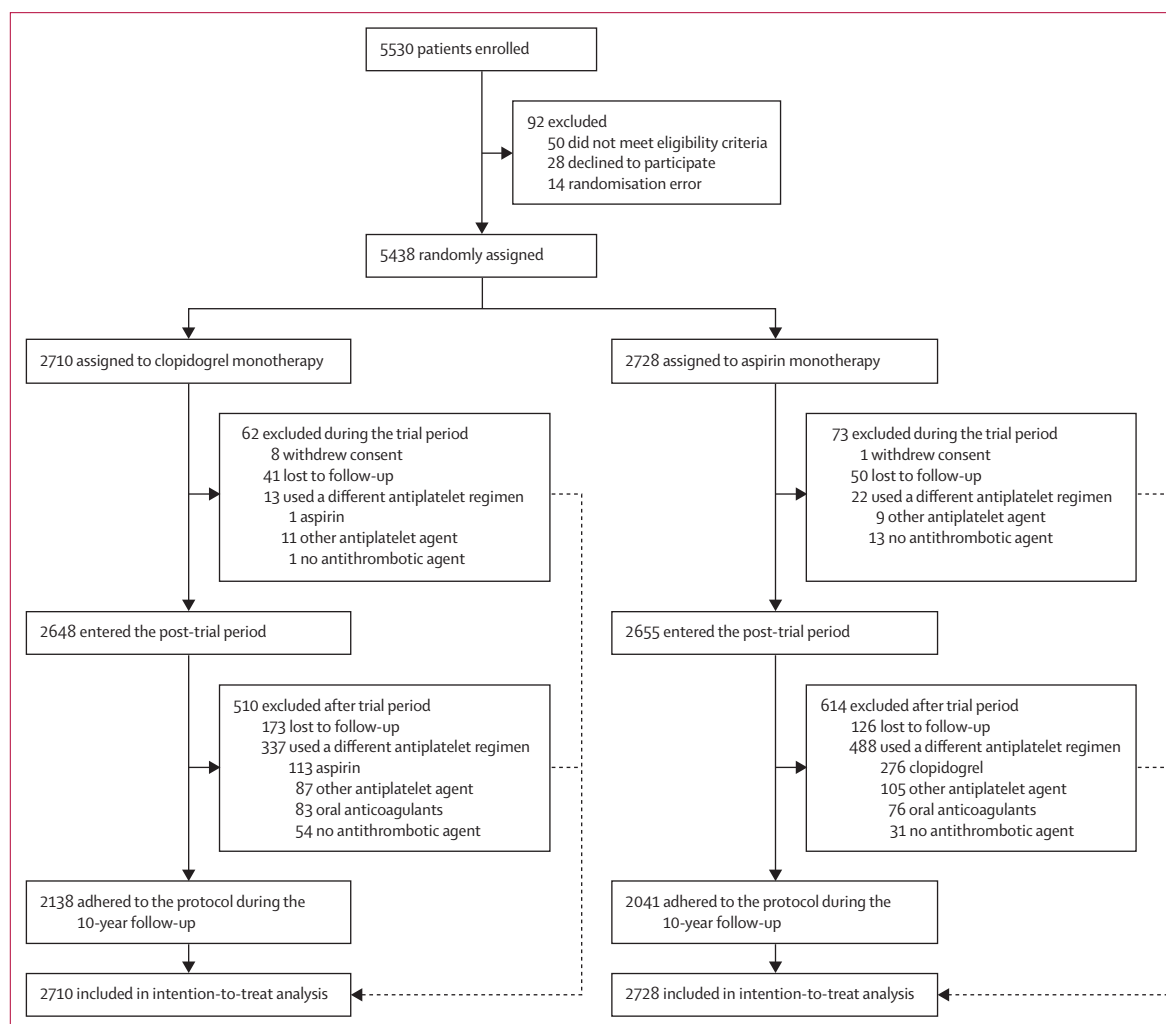 5530 patients enrolled
92 excluded
50 did not meet eligibility criteria
28 declined to participate
14 randomisation error
5438 randomly assigned
2710 assigned to clopidogrel monotherapy
2728 assigned to aspirin monotherapy
62 excluded during the trial period
8 withdrew consent
41 lost to follow-up
13 used a different antiplatelet regimen
1 aspirin
11 other antiplatelet agent
1 no antithrombotic agent
73 excluded during the trial period
1 withdrew consent
50 lost to follow-up
22 used a different antiplatelet regimen
9 other antiplatelet agent
13 no antithrombotic agent
2648 entered the post-trial period
2655 entered the post-trial period
510 excluded after trial period
173 lost to follow-up
337 used a different antiplatelet regimen
113 aspirin
87 other antiplatelet agent
83 oral anticoagulants
54 no antithrombotic agent
614 excluded after trial period
126 lost to follow-up
488 used a different antiplatelet regimen
276 clopidogrel
105 other antiplatelet agent
76 oral anticoagulants
31 no antithrombotic agent
2138 adhered to the protocol during the
10-year follow-up
2041 adhered to the protocol during the
10-year follow-up
2710 included in intention-to-treat analysis
2728 included in intention-to-treat analysis